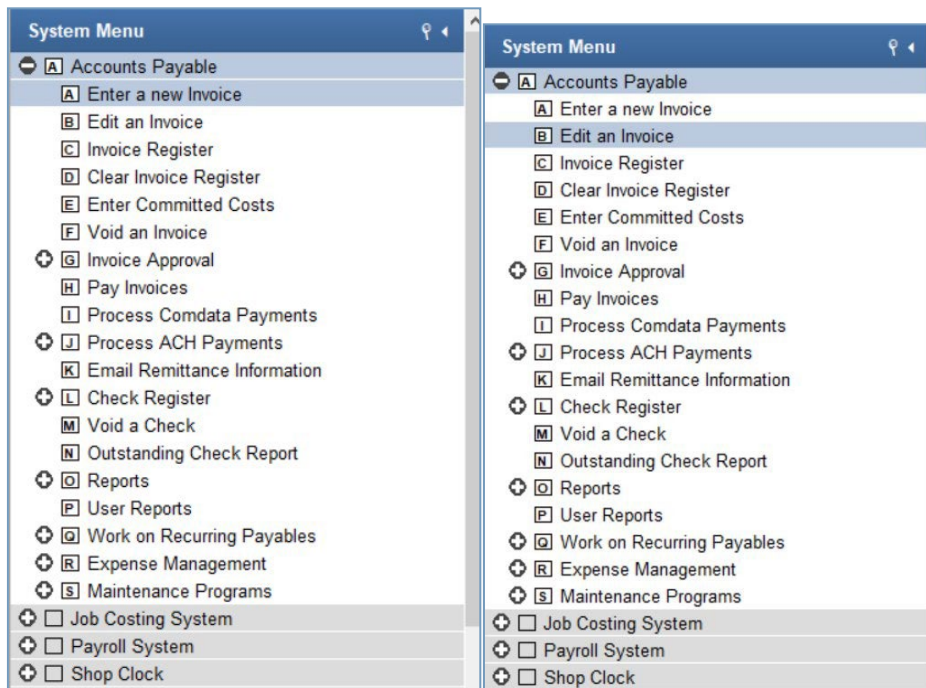 System Menu
A Accounts Payable
A Enter a new Invoice
B Edit an Invoice
C Invoice Register
D Clear Invoice Register
E Enter Committed Costs
F Void an Invoice
G Invoice Approval
H Pay Invoices
I Process Comdata Payments
J Process ACH Payments
K Email Remittance Information
L Check Register
M Void a Check
N Outstanding Check Report
O Reports
P User Reports
Q Work on Recurring Payables
R Expense Management
S Maintenance Programs
Job Costing System
Payroll System
Shop Clock
System Menu
A Accounts Payable
A Enter a new Invoice
B Edit an Invoice
C Invoice Register
D Clear Invoice Register
E Enter Committed Costs
F Void an Invoice
G Invoice Approval
H Pay Invoices
I Process Comdata Payments
J Process ACH Payments
K Email Remittance Information
L Check Register
M Void a Check
N Outstanding Check Report
O Reports
P User Reports
Q Work on Recurring Payables
R Expense Management
S Maintenance Programs
Job Costing System
Payroll System
Shop Clock